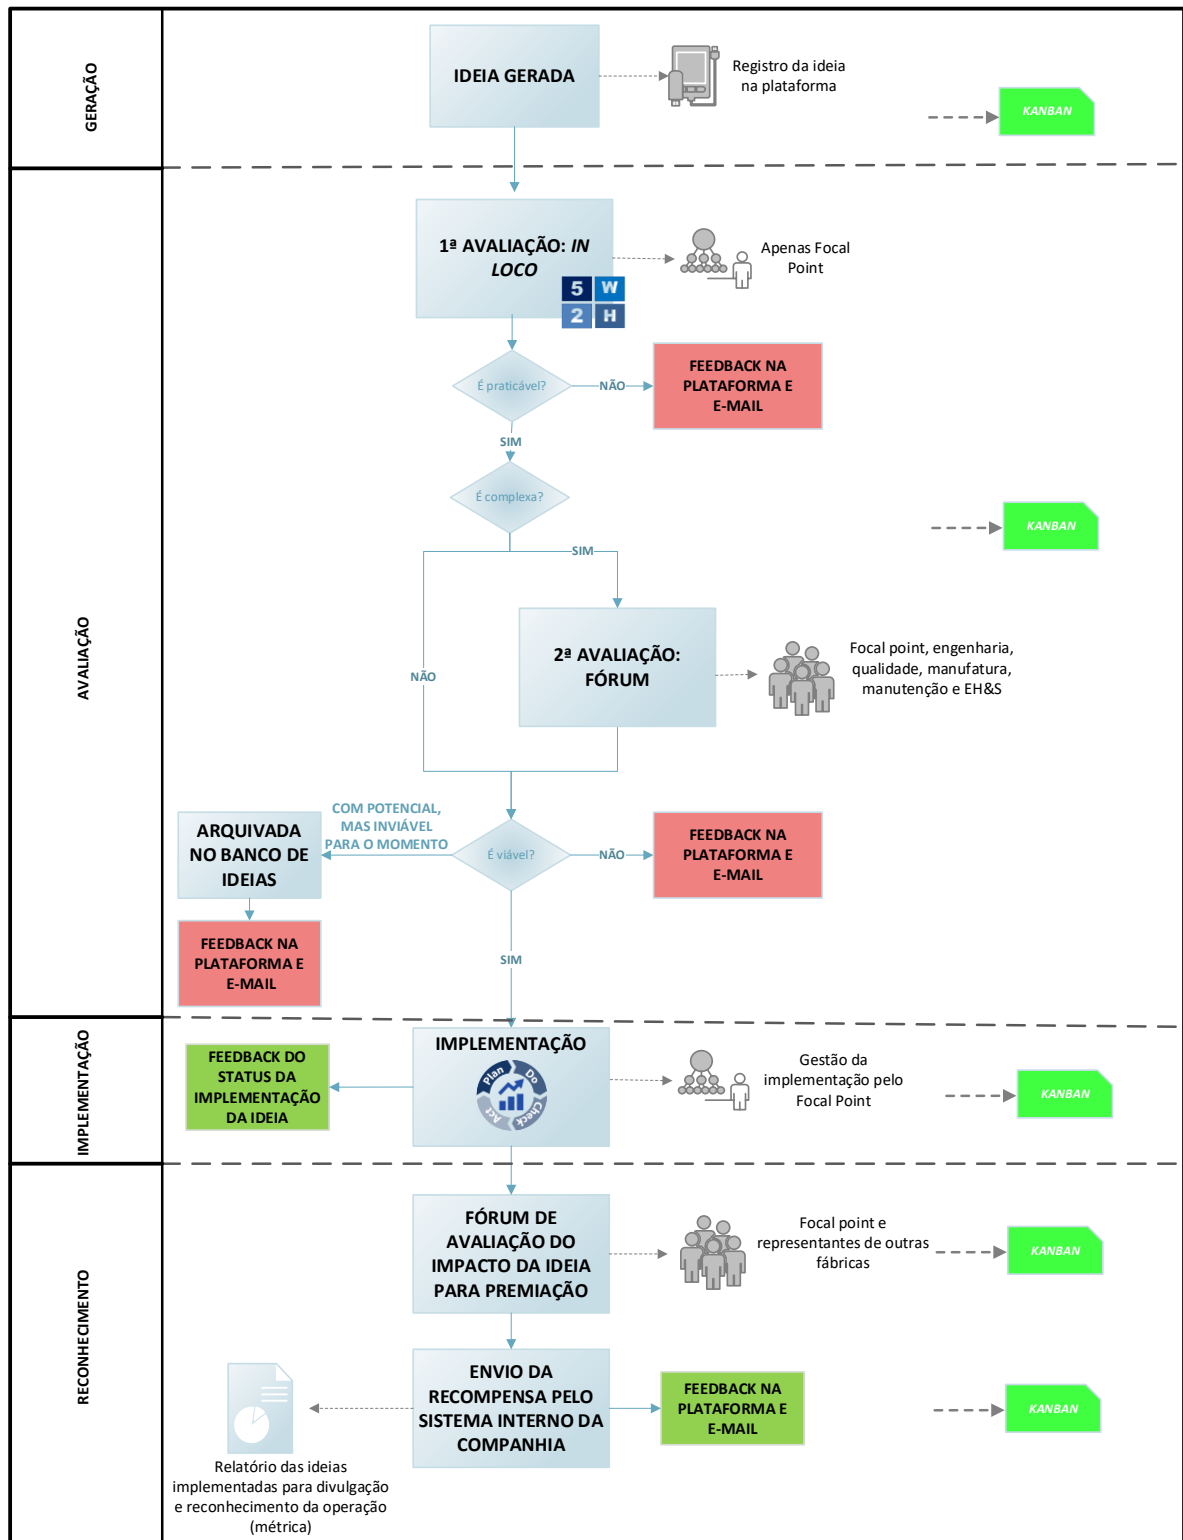 GERAÇÃO
IDEIA GERADA
Registro da ideia
na plataforma
KANBAN
AVALIAÇÃO
1ª AVALIAÇÃO: IN
LOCO
5 W
2 H
Apenas Focal
Point
É praticável?
NÃO
FEEDBACK NA
PLATAFORMA E
E-MAIL
SIM
É complexa?
KANBAN
SIM
NÃO
2ª AVALIAÇÃO:
FÓRUM
Focal point, engenharia,
qualidade, manufatura,
manutenção e EH&S
COM POTENCIAL,
MAS INVIÁVEL
PARA O MOMENTO
ARQUIVADA
NO BANCO DE
IDEIAS
É viável?
NÃO
FEEDBACK NA
PLATAFORMA E
E-MAIL
FEEDBACK NA
PLATAFORMA E
E-MAIL
SIM
IMPLEMENTAÇÃO
IMPLEMENTAÇÃO
Plan
Do
Check
Act
FEEDBACK DO
STATUS DA
IMPLEMENTAÇÃO
DA IDEIA
Gestão da
implementação pelo
Focal Point
KANBAN
RECONHECIMENTO
FÓRUM DE
AVALIAÇÃO DO
IMPACTO DA IDEIA
PARA PREMIAÇÃO
Focal point e
representantes de outras
fábricas
KANBAN
ENVIO DA
RECOMPENSA PELO
SISTEMA INTERNO DA
COMPANHIA
FEEDBACK NA
PLATAFORMA E
E-MAIL
KANBAN
Relatório das ideias
implementadas para divulgação
e reconhecimento da operação
(métrica)